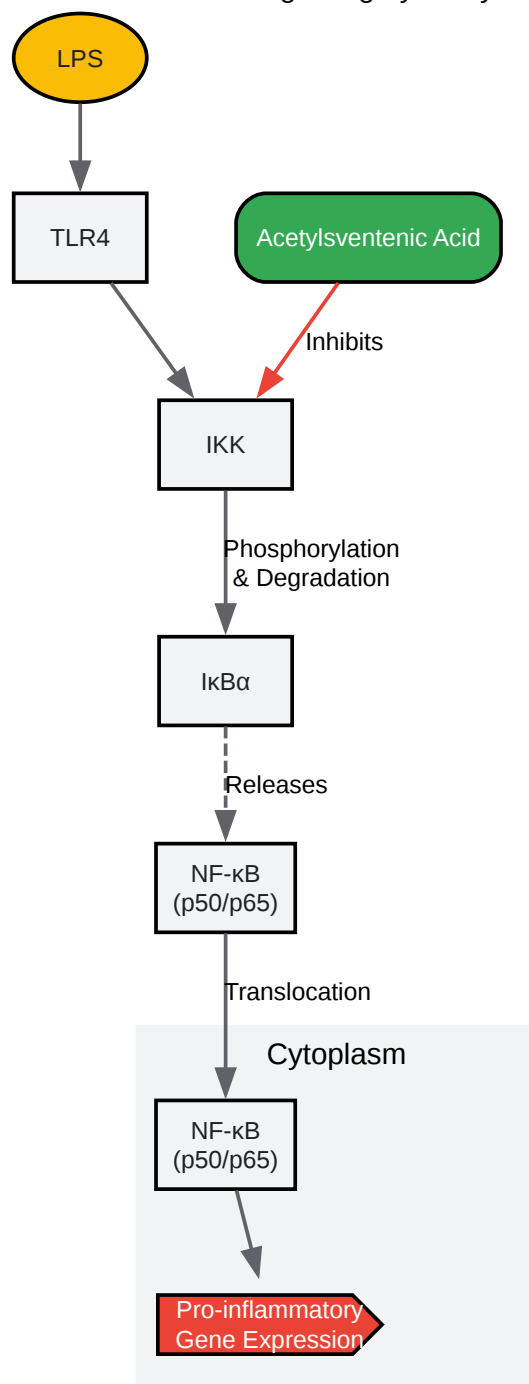 LPS
TLR4
Acetylsventenic Acid
Inhibits
IKK
Phosphorylation
& Degradation
IκBα
Releases
NF-κB
(p50/p65)
Translocation
Cytoplasm
NF-κB
(p50/p65)
Pro-inflammatory
Gene Expression